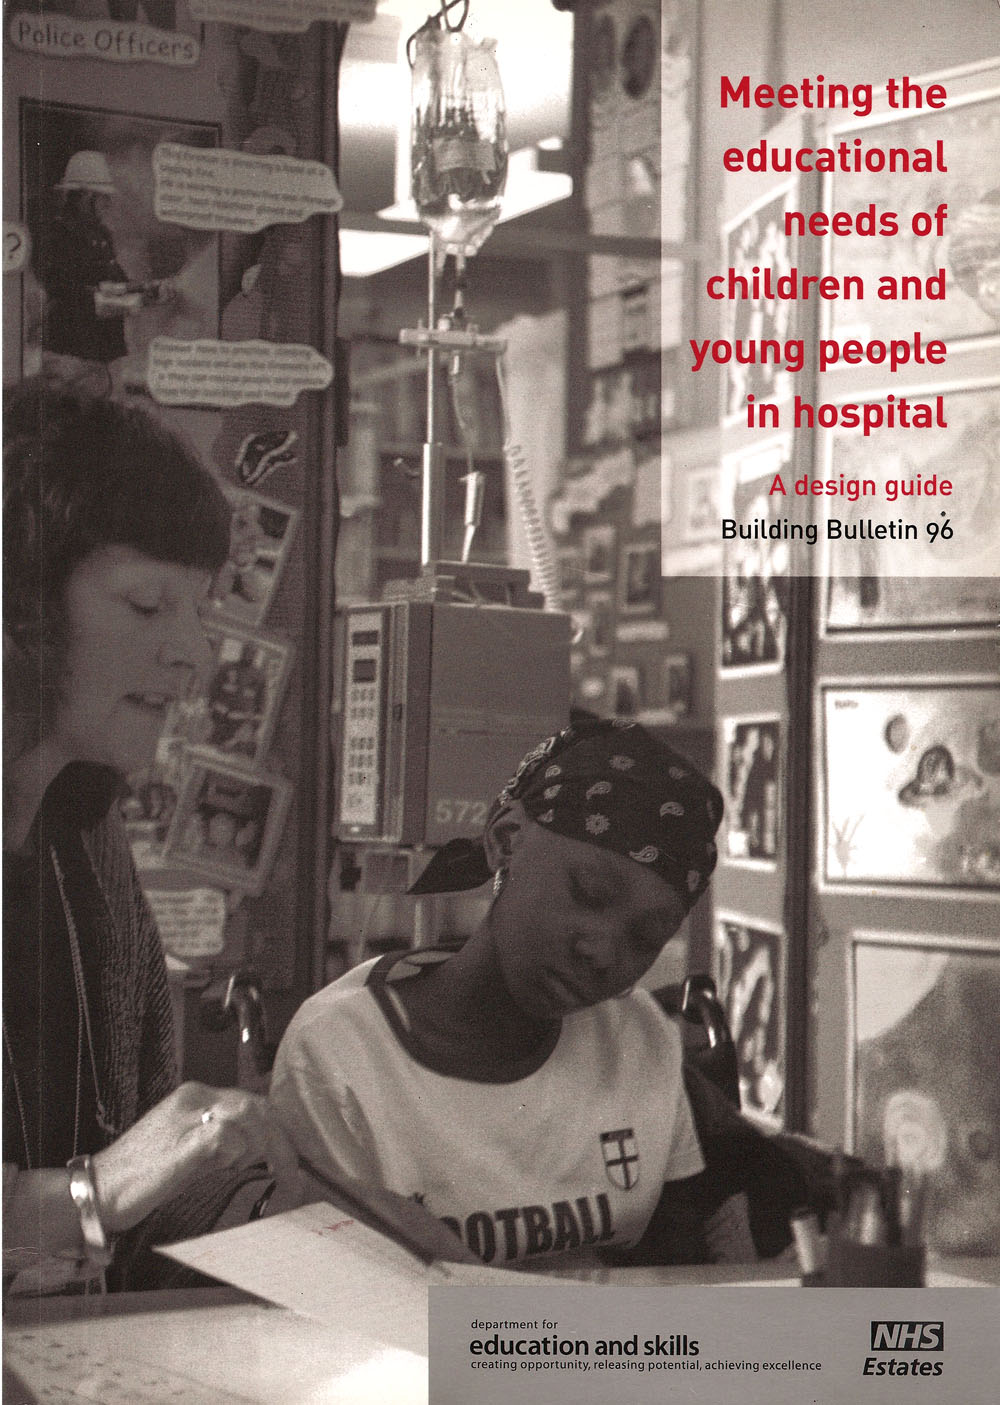 Police Officers
?
Meeting the
educational
needs of
children and
young people
in hospital
A design guide
Building Bulletin 96
572
OOTBALL
department for
education and skills
creating opportunity, releasing potential, achieving excellence
NHS
Estates